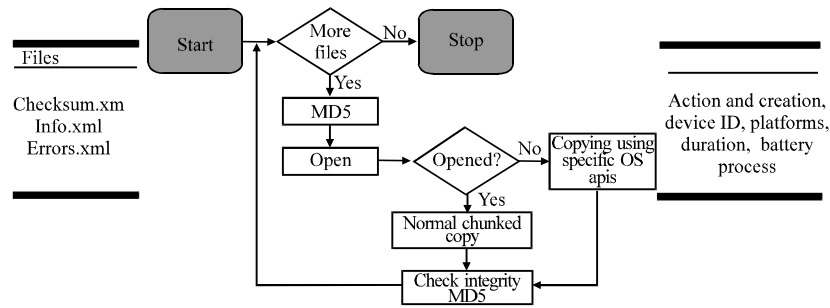 Files
Checksum.xm
Info.xml
Errors.xml
Start
More
files
No
Stop
Yes
MD5
Open
Opened?
No
Copying using
specific OS
apis
Yes
Normal chunked
copy
Check integrity
MD5
Action and creation,
device ID, platforms,
duration, battery
process